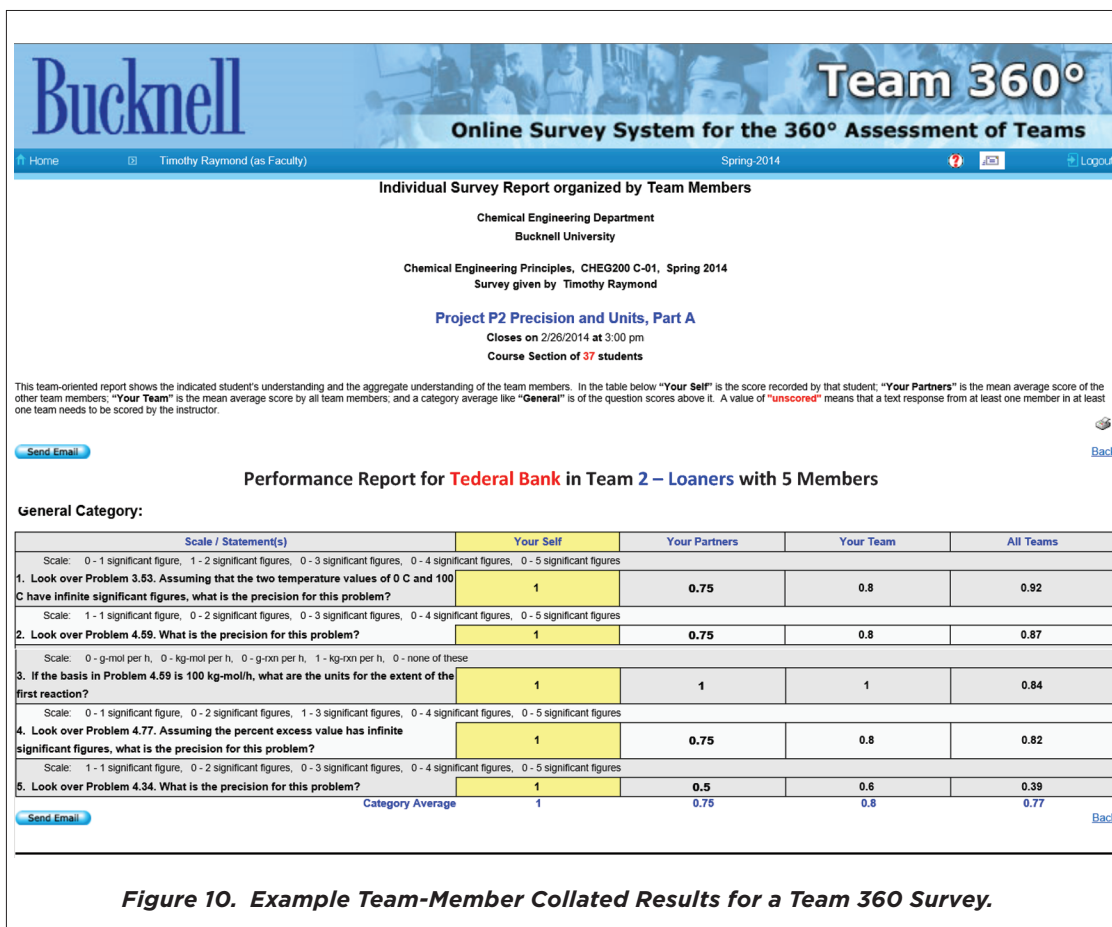 Bucknell
Team 360°
Online Survey System for the 360° Assessment of Teams
Home Timothy Raymond (as Faculty) Spring-2014 ? Logout
Individual Survey Report organized by Team Members
Chemical Engineering Department
Bucknell University
Chemical Engineering Principles, CHEG200 C-01, Spring 2014
Survey given by Timothy Raymond
Project P2 Precision and Units, Part A
Closes on 2/26/2014 at 3:00 pm
Course Section of 37 students
This team-oriented report shows the indicated student's understanding and the aggregate understanding of the team members. In the table below "Your Self" is the score recorded by that student; "Your Partners" is the mean average score of the
other team members; "Your Team" is the mean average score by all team members; and a category average like "General" is of the question scores above it. A value of "unscored" means that a text response from at least one member in at least
one team needs to be scored by the instructor.
Send Email Back
Performance Report for Tederal Bank in Team 2 – Loaners with 5 Members
General Category:
Scale / Statement(s) Your Self Your Partners Your Team All Teams
Scale: 0 - 1 significant figure, 1 - 2 significant figures, 0 - 3 significant figures, 0 - 4 significant figures, 0 - 5 significant figures
1. Look over Problem 3.53. Assuming that the two temperature values of 0 C and 100
C have infinite significant figures, what is the precision for this problem? 1 0.75 0.8 0.92
Scale: 1 - 1 significant figure, 0 - 2 significant figures, 0 - 3 significant figures, 0 - 4 significant figures, 0 - 5 significant figures
2. Look over Problem 4.59. What is the precision for this problem? 1 0.75 0.8 0.87
Scale: 0 - g-mol per h, 0 - kg-mol per h, 0 - g-rxn per h, 1 - kg-rxn per h, 0 - none of these
3. If the basis in Problem 4.59 is 100 kg-mol/h, what are the units for the extent of the
first reaction? 1 1 1 0.84
Scale: 0 - 1 significant figure, 0 - 2 significant figures, 1 - 3 significant figures, 0 - 4 significant figures, 0 - 5 significant figures
4. Look over Problem 4.77. Assuming the percent excess value has infinite
significant figures, what is the precision for this problem? 1 0.75 0.8 0.82
Scale: 1 - 1 significant figure, 0 - 2 significant figures, 0 - 3 significant figures, 0 - 4 significant figures, 0 - 5 significant figures
5. Look over Problem 4.34. What is the precision for this problem? 1 0.5 0.6 0.39
Category Average 1 0.75 0.8 0.77
Send Email Back
Figure 10. Example Team-Member Collated Results for a Team 360 Survey.